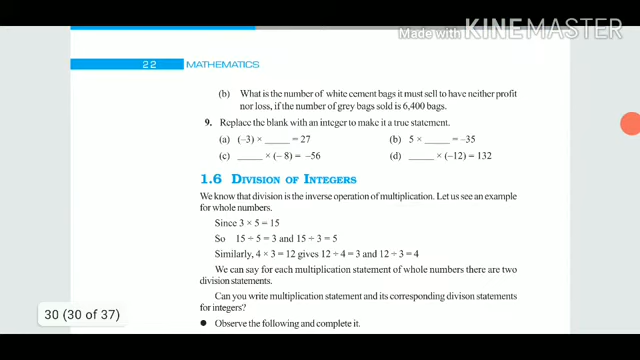 Made with KINEMASTER
22 MATHEMATICS
(b) What is the number of white cement bags it must sell to have neither profit
nor loss, if the number of grey bags sold is 6,400 bags.
9. Replace the blank with an integer to make it a true statement.
(a) (–3) × _____ = 27 (b) 5 × _____ = –35
(c) _____ × (– 8) = –56 (d) _____ × (–12) = 132
1.6 DIVISION OF INTEGERS
We know that division is the inverse operation of multiplication. Let us see an example
for whole numbers.
Since 3 × 5 = 15
So 15 ÷ 5 = 3 and 15 ÷ 3 = 5
Similarly, 4 × 3 = 12 gives 12 ÷ 4 = 3 and 12 ÷ 3 = 4
We can say for each multiplication statement of whole numbers there are two
division statements.
Can you write multiplication statement and its corresponding divison statements
for integers?
● Observe the following and complete it.
30 (30 of 37)